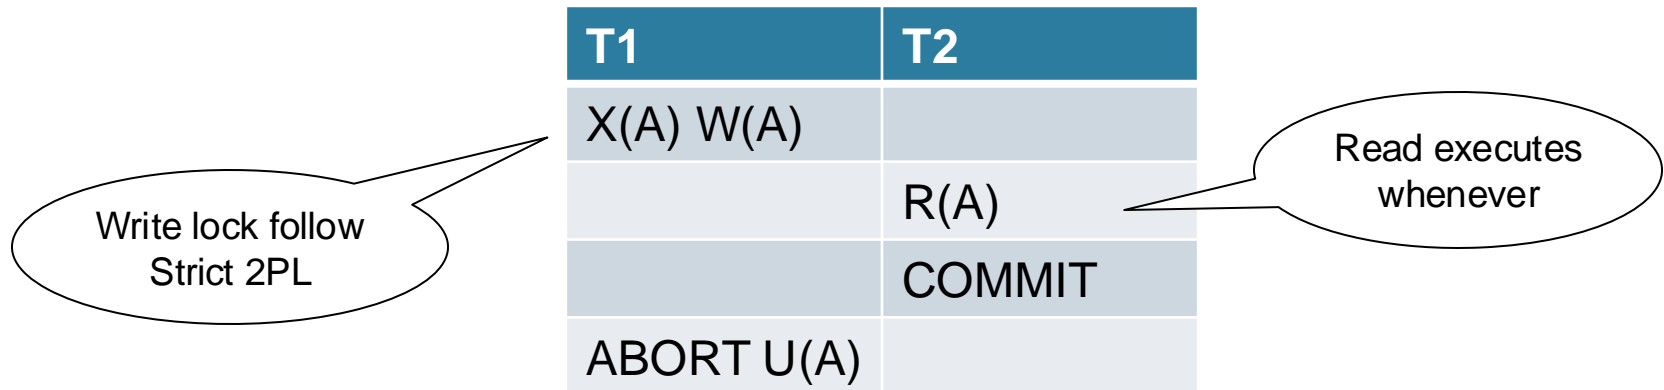 T1 T2
X(A) W(A)
Write lock follow
Strict 2PL
R(A)
Read executes
whenever
COMMIT
ABORT U(A)